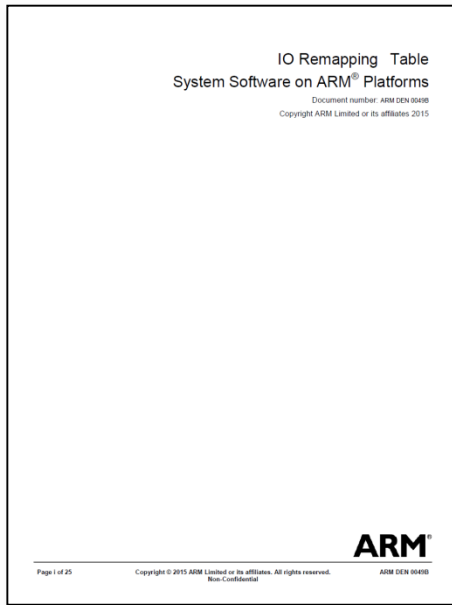 IO Remapping Table
System Software on ARM® Platforms
Document number: ARM DEN 0049B
Copyright ARM Limited or its affiliates 2015
ARM®
Page i of 25 Copyright © 2015 ARM Limited or its affiliates. All rights reserved. ARM DEN 0049B
Non-Confidential